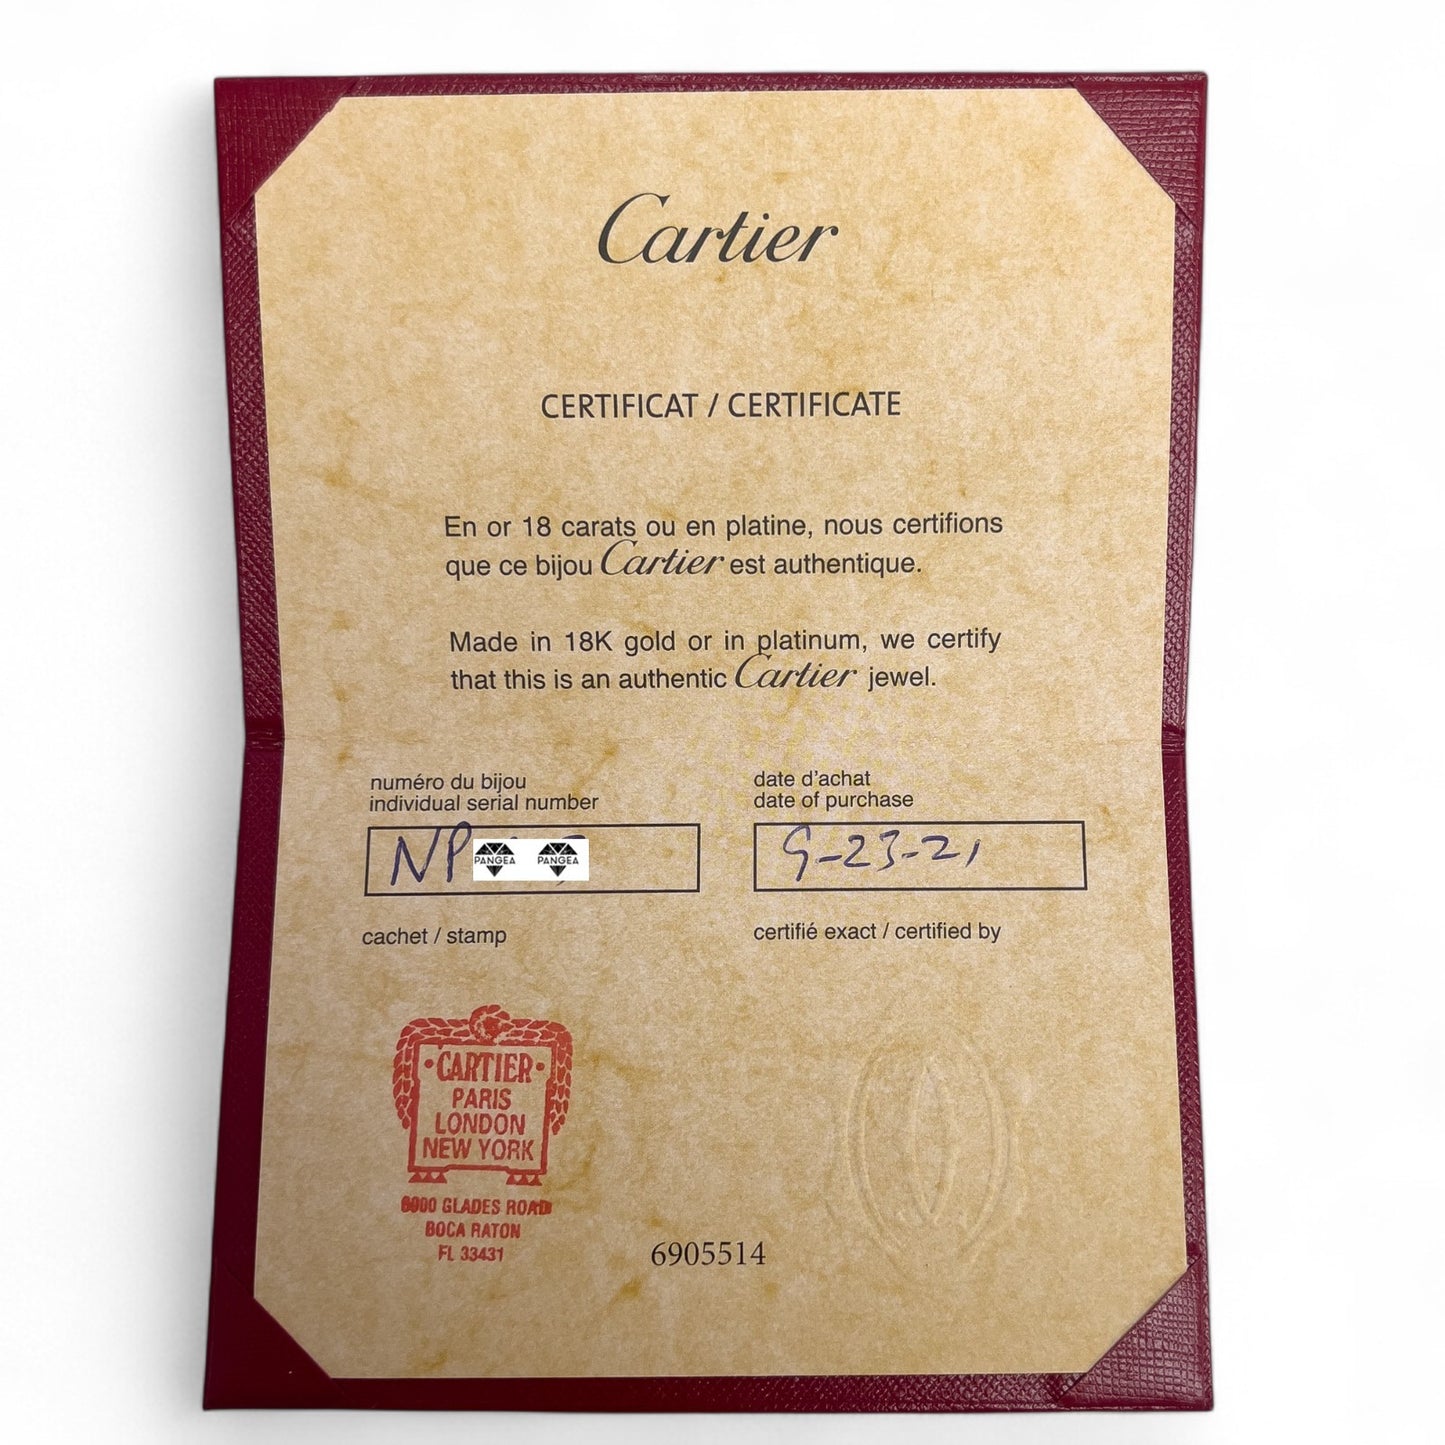 Cartier
CERTIFICAT / CERTIFICATE
En or 18 carats ou en platine, nous certifions
que ce bijou Cartier est authentique.
Made in 18K gold or in platinum, we certify
that this is an authentic Cartier jewel.
numéro du bijou
individual serial number
NP
PANGEA PANGEA
date d'achat
date of purchase
9-23-21
cachet / stamp
certifié exact / certified by
CARTIER
PARIS
LONDON
NEW YORK
6000 GLADES ROAD
BOCA RATON
FL 33431
6905514